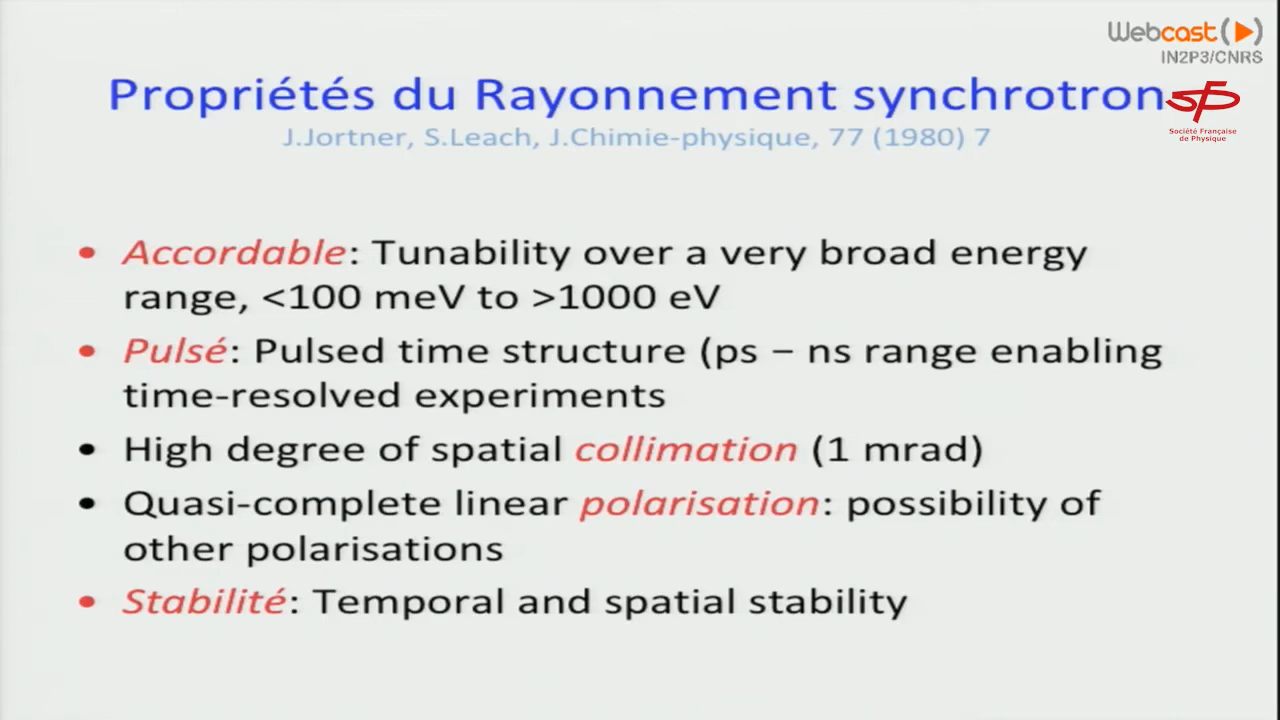 Webcast
IN2P3/CNRS
Propriétés du Rayonnement synchrotron
sfp
Société Française
de Physique
J.Jortner, S.Leach, J.Chimie-physique, 77 (1980) 7
• Accordable: Tunability over a very broad energy
range, <100 meV to >1000 eV
• Pulsé: Pulsed time structure (ps – ns range enabling
time-resolved experiments
• High degree of spatial collimation (1 mrad)
• Quasi-complete linear polarisation: possibility of
other polarisations
• Stabilité: Temporal and spatial stability